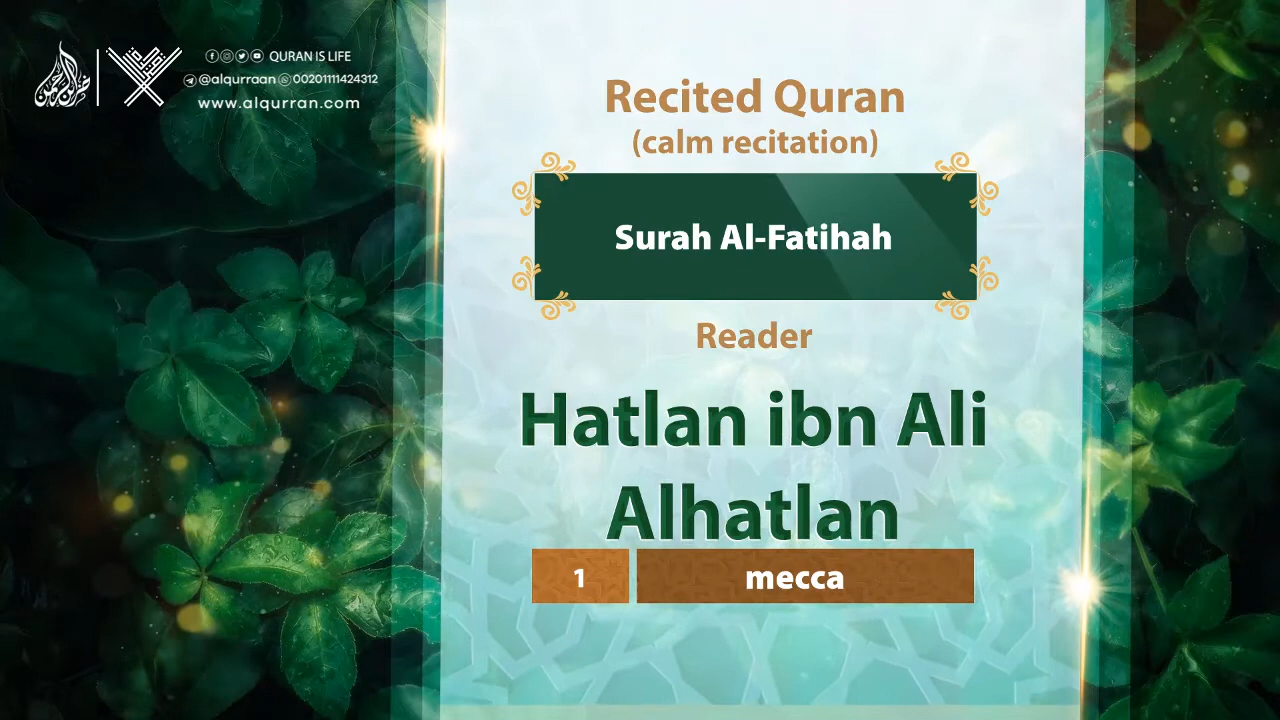 QURAN IS LIFE
@alqurraan 00201111424312
www.alqurran.com
Recited Quran
(calm recitation)
Surah Al-Fatihah
Reader
Hatlan ibn Ali
Alhatlan
1 mecca